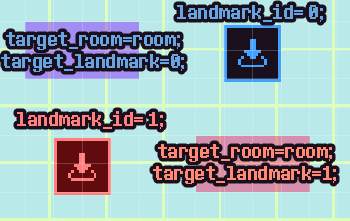 landmark_id=0;
target_room=room;
target_landmark=0;
landmark_id=1;
target_room=room;
target_landmark=1;